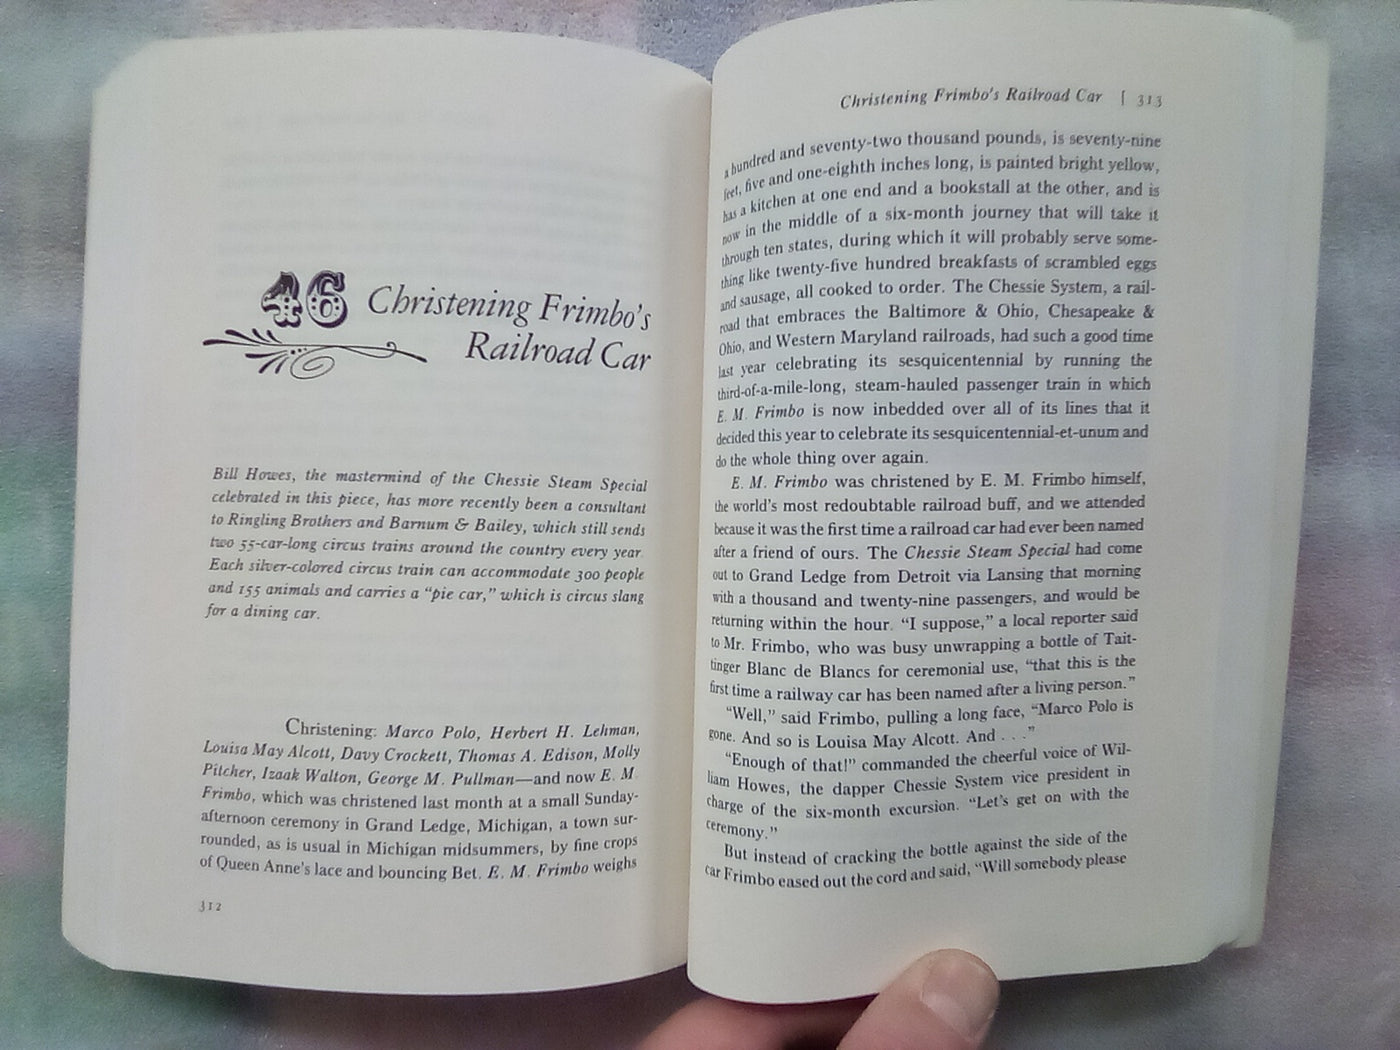 46 Christening Frimbo's
Railroad Car
Bill Howes, the mastermind of the Chessie Steam Special
celebrated in this piece, has more recently been a consultant
to Ringling Brothers and Barnum & Bailey, which still sends
two 55-car-long circus trains around the country every year.
Each silver-colored circus train can accommodate 300 people
and 155 animals and carries a “pie car,” which is circus slang
for a dining car.
Christening: Marco Polo, Herbert H. Lehman,
Louisa May Alcott, Davy Crockett, Thomas A. Edison, Molly
Pitcher, Izaak Walton, George M. Pullman—and now E. M.
Frimbo, which was christened last month at a small Sunday-
afternoon ceremony in Grand Ledge, Michigan, a town sur-
rounded, as is usual in Michigan midsummers, by fine crops
of Queen Anne's lace and bouncing Bet. E. M. Frimbo weighs
312
Christening Frimbo's Railroad Car | 313
a hundred and seventy-two thousand pounds, is seventy-nine
feet, five and one-eighth inches long, is painted bright yellow,
has a kitchen at one end and a bookstall at the other, and is
now in the middle of a six-month journey that will take it
through ten states, during which it will probably serve some-
thing like twenty-five hundred breakfasts of scrambled eggs
and sausage, all cooked to order. The Chessie System, a rail-
road that embraces the Baltimore & Ohio, Chesapeake &
Ohio, and Western Maryland railroads, had such a good time
last year celebrating its sesquicentennial by running the
third-of-a-mile-long, steam-hauled passenger train in which
E. M. Frimbo is now inbedded over all of its lines that it
decided this year to celebrate its sesquicentennial-et-unum and
do the whole thing over again.
E. M. Frimbo was christened by E. M. Frimbo himself,
the world's most redoubtable railroad buff, and we attended
because it was the first time a railroad car had ever been named
after a friend of ours. The Chessie Steam Special had come
out to Grand Ledge from Detroit via Lansing that morning
with a thousand and twenty-nine passengers, and would be
returning within the hour. “I suppose,” a local reporter said
to Mr. Frimbo, who was busy unwrapping a bottle of Tait-
tinger Blanc de Blancs for ceremonial use, “that this is the
first time a railway car has been named after a living person.”
“Well,” said Frimbo, pulling a long face, “Marco Polo is
gone. And so is Louisa May Alcott. And . . .”
“Enough of that!” commanded the cheerful voice of Wil-
liam Howes, the dapper Chessie System vice president in
charge of the six-month excursion. “Let's get on with the
ceremony.”
But instead of cracking the bottle against the side of the
car Frimbo eased out the cord and said, “Will somebody please